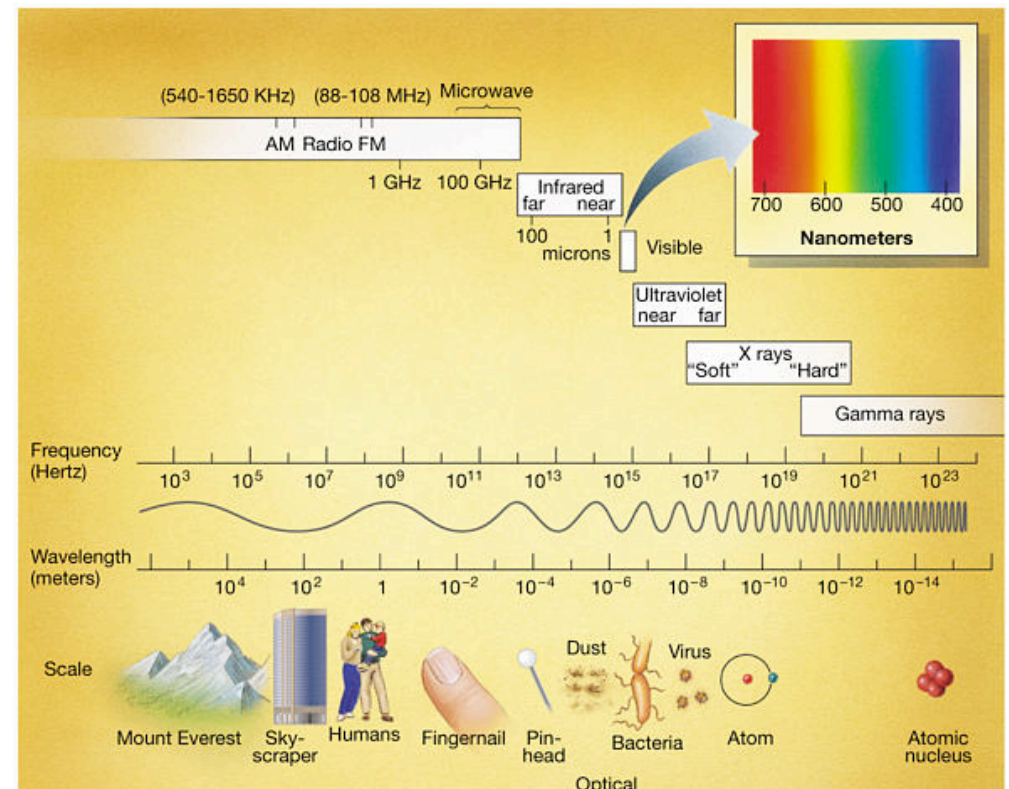 (540-1650 KHz) (88-108 MHz) Microwave
AM Radio FM
1 GHz 100 GHz
Infrared
far near
100 1
microns
Visible
Ultraviolet
near far
X rays
“Soft” “Hard”
Gamma rays
700 600 500 400
Nanometers
Frequency
(Hertz)
10³ 10⁵ 10⁷ 10⁹ 10¹¹ 10¹³ 10¹⁵ 10¹⁷ 10¹⁹ 10²¹ 10²³
Wavelength
(meters)
10⁴ 10² 1 10⁻² 10⁻⁴ 10⁻⁶ 10⁻⁸ 10⁻¹⁰ 10⁻¹² 10⁻¹⁴
Scale
Dust
Virus
Mount Everest
Sky-
scraper
Humans
Fingernail
Pin-
head
Bacteria
Atom
Atomic
nucleus
Optical